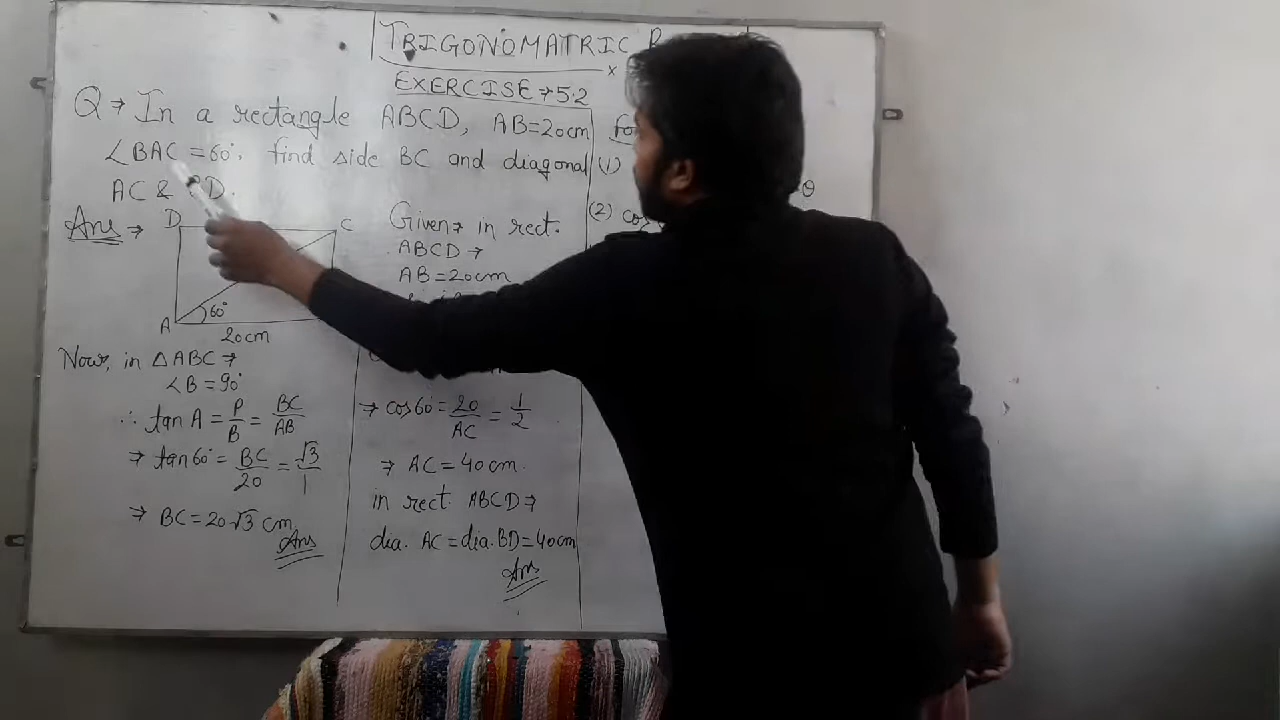 TRIGONOMATRIC
EXERCISE → 5.2
Q → In a rectangle ABCD, AB=20cm
∠BAC = 60°. find side BC and diagonal
AC & BD.
Ans →
D
C
60°
A
20cm
Now, in △ABC →
∠B = 90°
∴ tan A = P/B = BC/AB
→ tan60° = BC/20 = √3/1
→ BC = 20√3 cm
Ans
Given → in rect.
ABCD →
AB = 20cm
→ cos60° = 20/AC = 1/2
→ AC = 40cm.
in rect. ABCD →
dia. AC = dia. BD = 40cm
Ans
(1)
θ
(2) cos